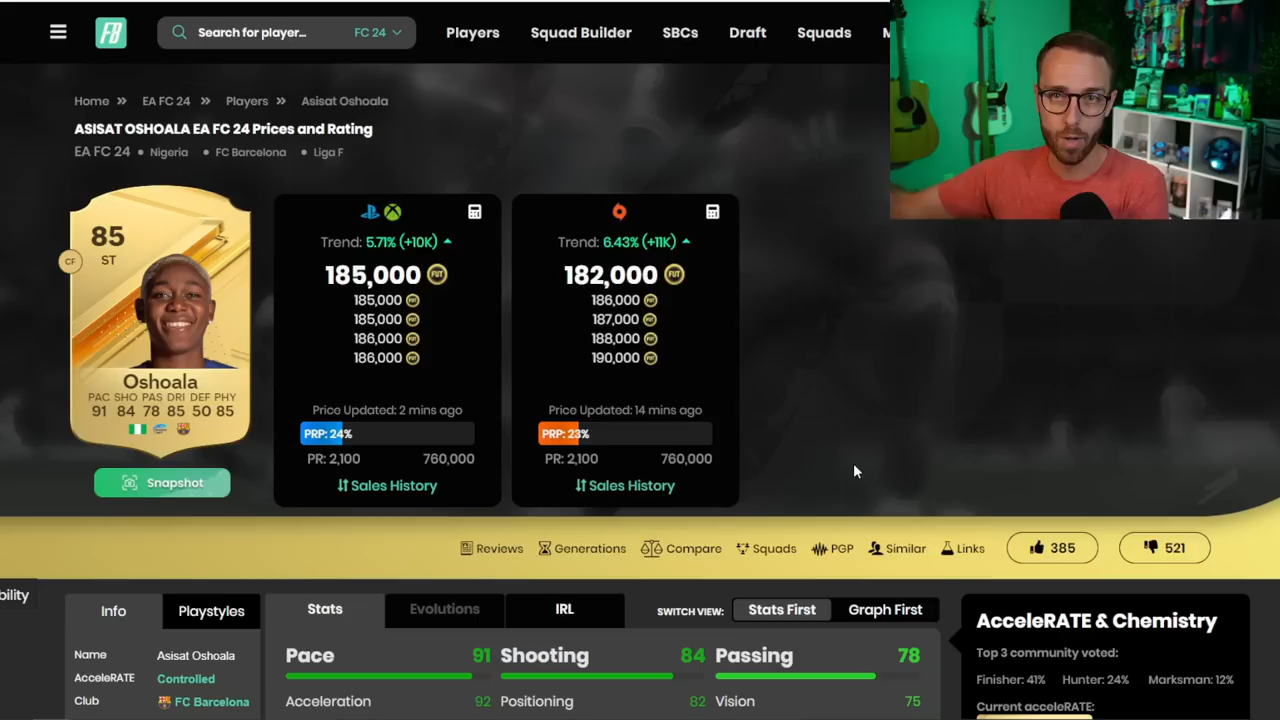 FB
Search for player...
FC 24
Players
Squad Builder
SBCs
Draft
Squads
M
Home » EA FC 24 » Players » Asisat Oshoala
ASISAT OSHOALA EA FC 24 Prices and Rating
EA FC 24 • Nigeria • FC Barcelona • Liga F
85
ST
CF
Oshoala
PAC SHO PAS DRI DEF PHY
91 84 78 85 50 85
Snapshot
Trend: 5.71% (+10K)
185,000 FUT
185,000
185,000
186,000
186,000
Price Updated: 2 mins ago
PRP: 24%
PR: 2,100 760,000
Sales History
Trend: 6.43% (+11K)
182,000 FUT
186,000
187,000
188,000
190,000
Price Updated: 14 mins ago
PRP: 23%
PR: 2,100 760,000
Sales History
Reviews
Generations
Compare
Squads
PGP
Similar
Links
385
521
bility
Info
Playstyles
Name Asisat Oshoala
AcceleRATE Controlled
Club FC Barcelona
Stats
Evolutions
IRL
SWITCH VIEW:
Stats First
Graph First
Pace 91
Acceleration 92
Shooting 84
Positioning 82
Passing 78
Vision 75
AcceleRATE & Chemistry
Top 3 community voted:
Finisher: 41% Hunter: 24% Marksman: 12%
Current acceleRATE: